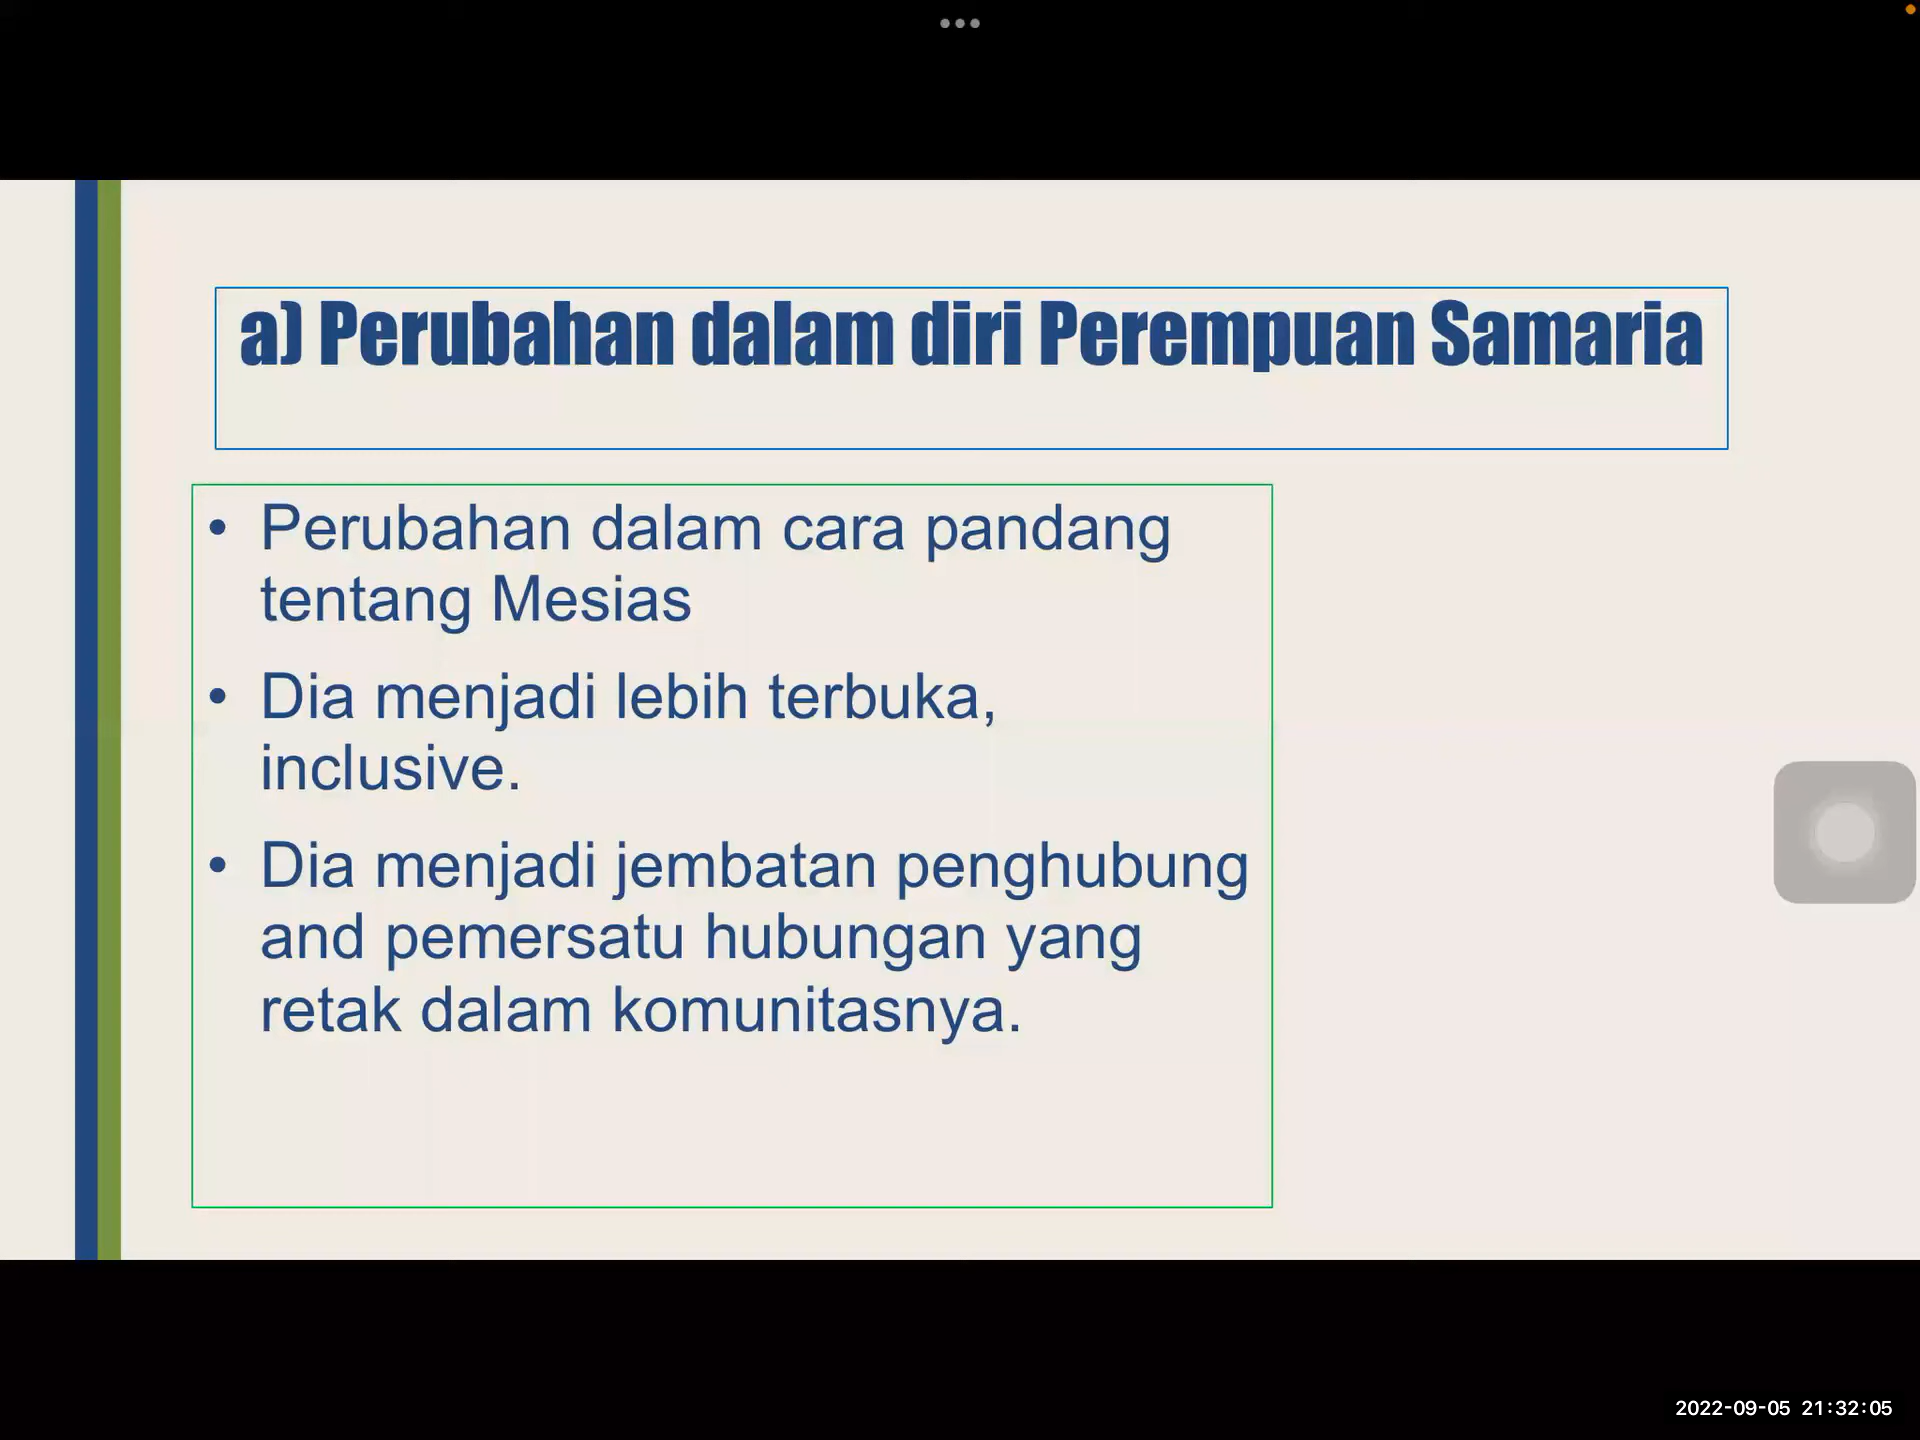 a) Perubahan dalam diri Perempuan Samaria
• Perubahan dalam cara pandang
tentang Mesias
• Dia menjadi lebih terbuka,
inclusive.
• Dia menjadi jembatan penghubung
and pemersatu hubungan yang
retak dalam komunitasnya.
2022-09-05 21:32:05